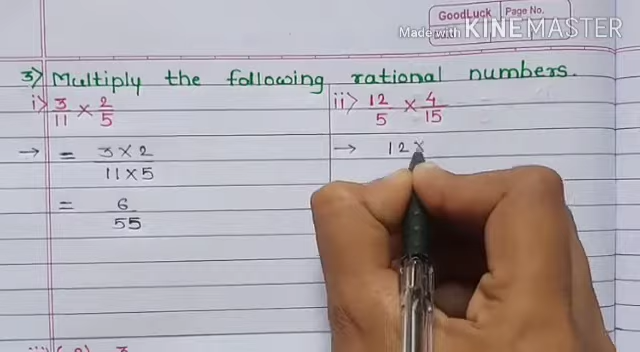 GoodLuck Page No.
Made with KINEMASTER
3> Multiply the following rational numbers.
i> 3/11 × 2/5
→ = 3 × 2 / 11 × 5
= 6 / 55
ii> 12/5 × 4/15
→ 12 ×